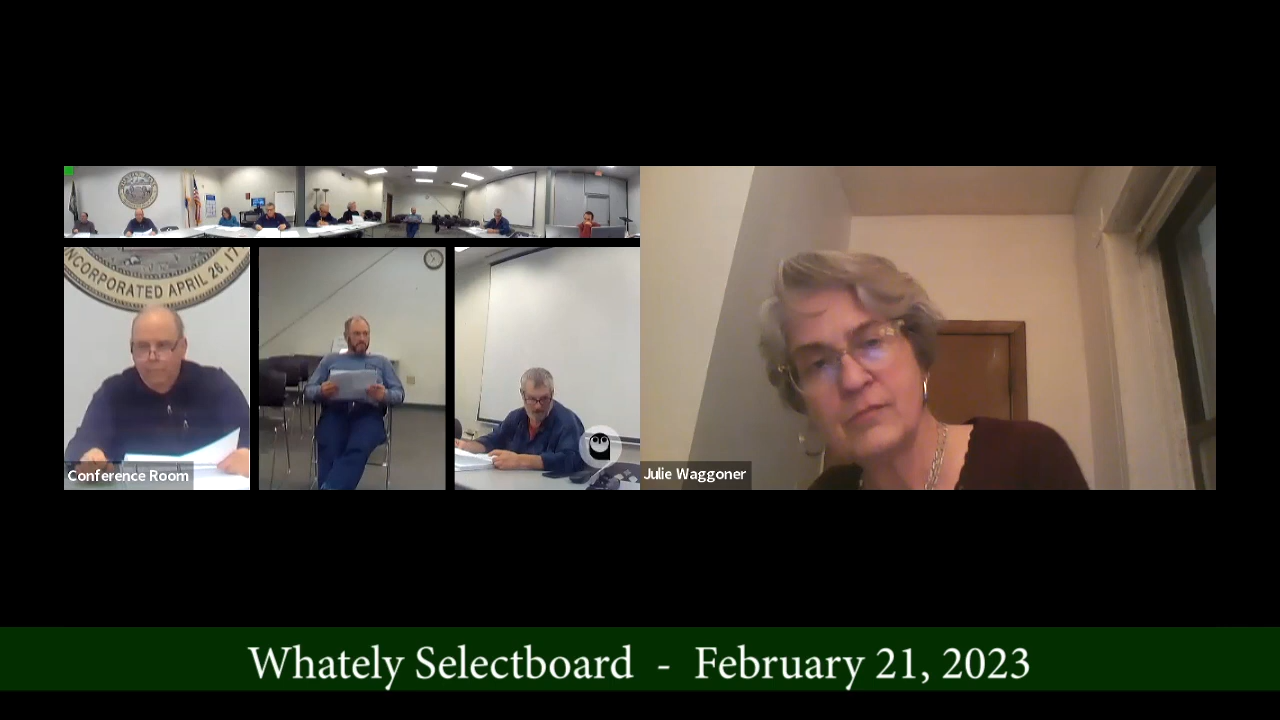 INCORPORATED APRIL 26, 17
Conference Room
Julie Waggoner
Whately Selectboard - February 21, 2023